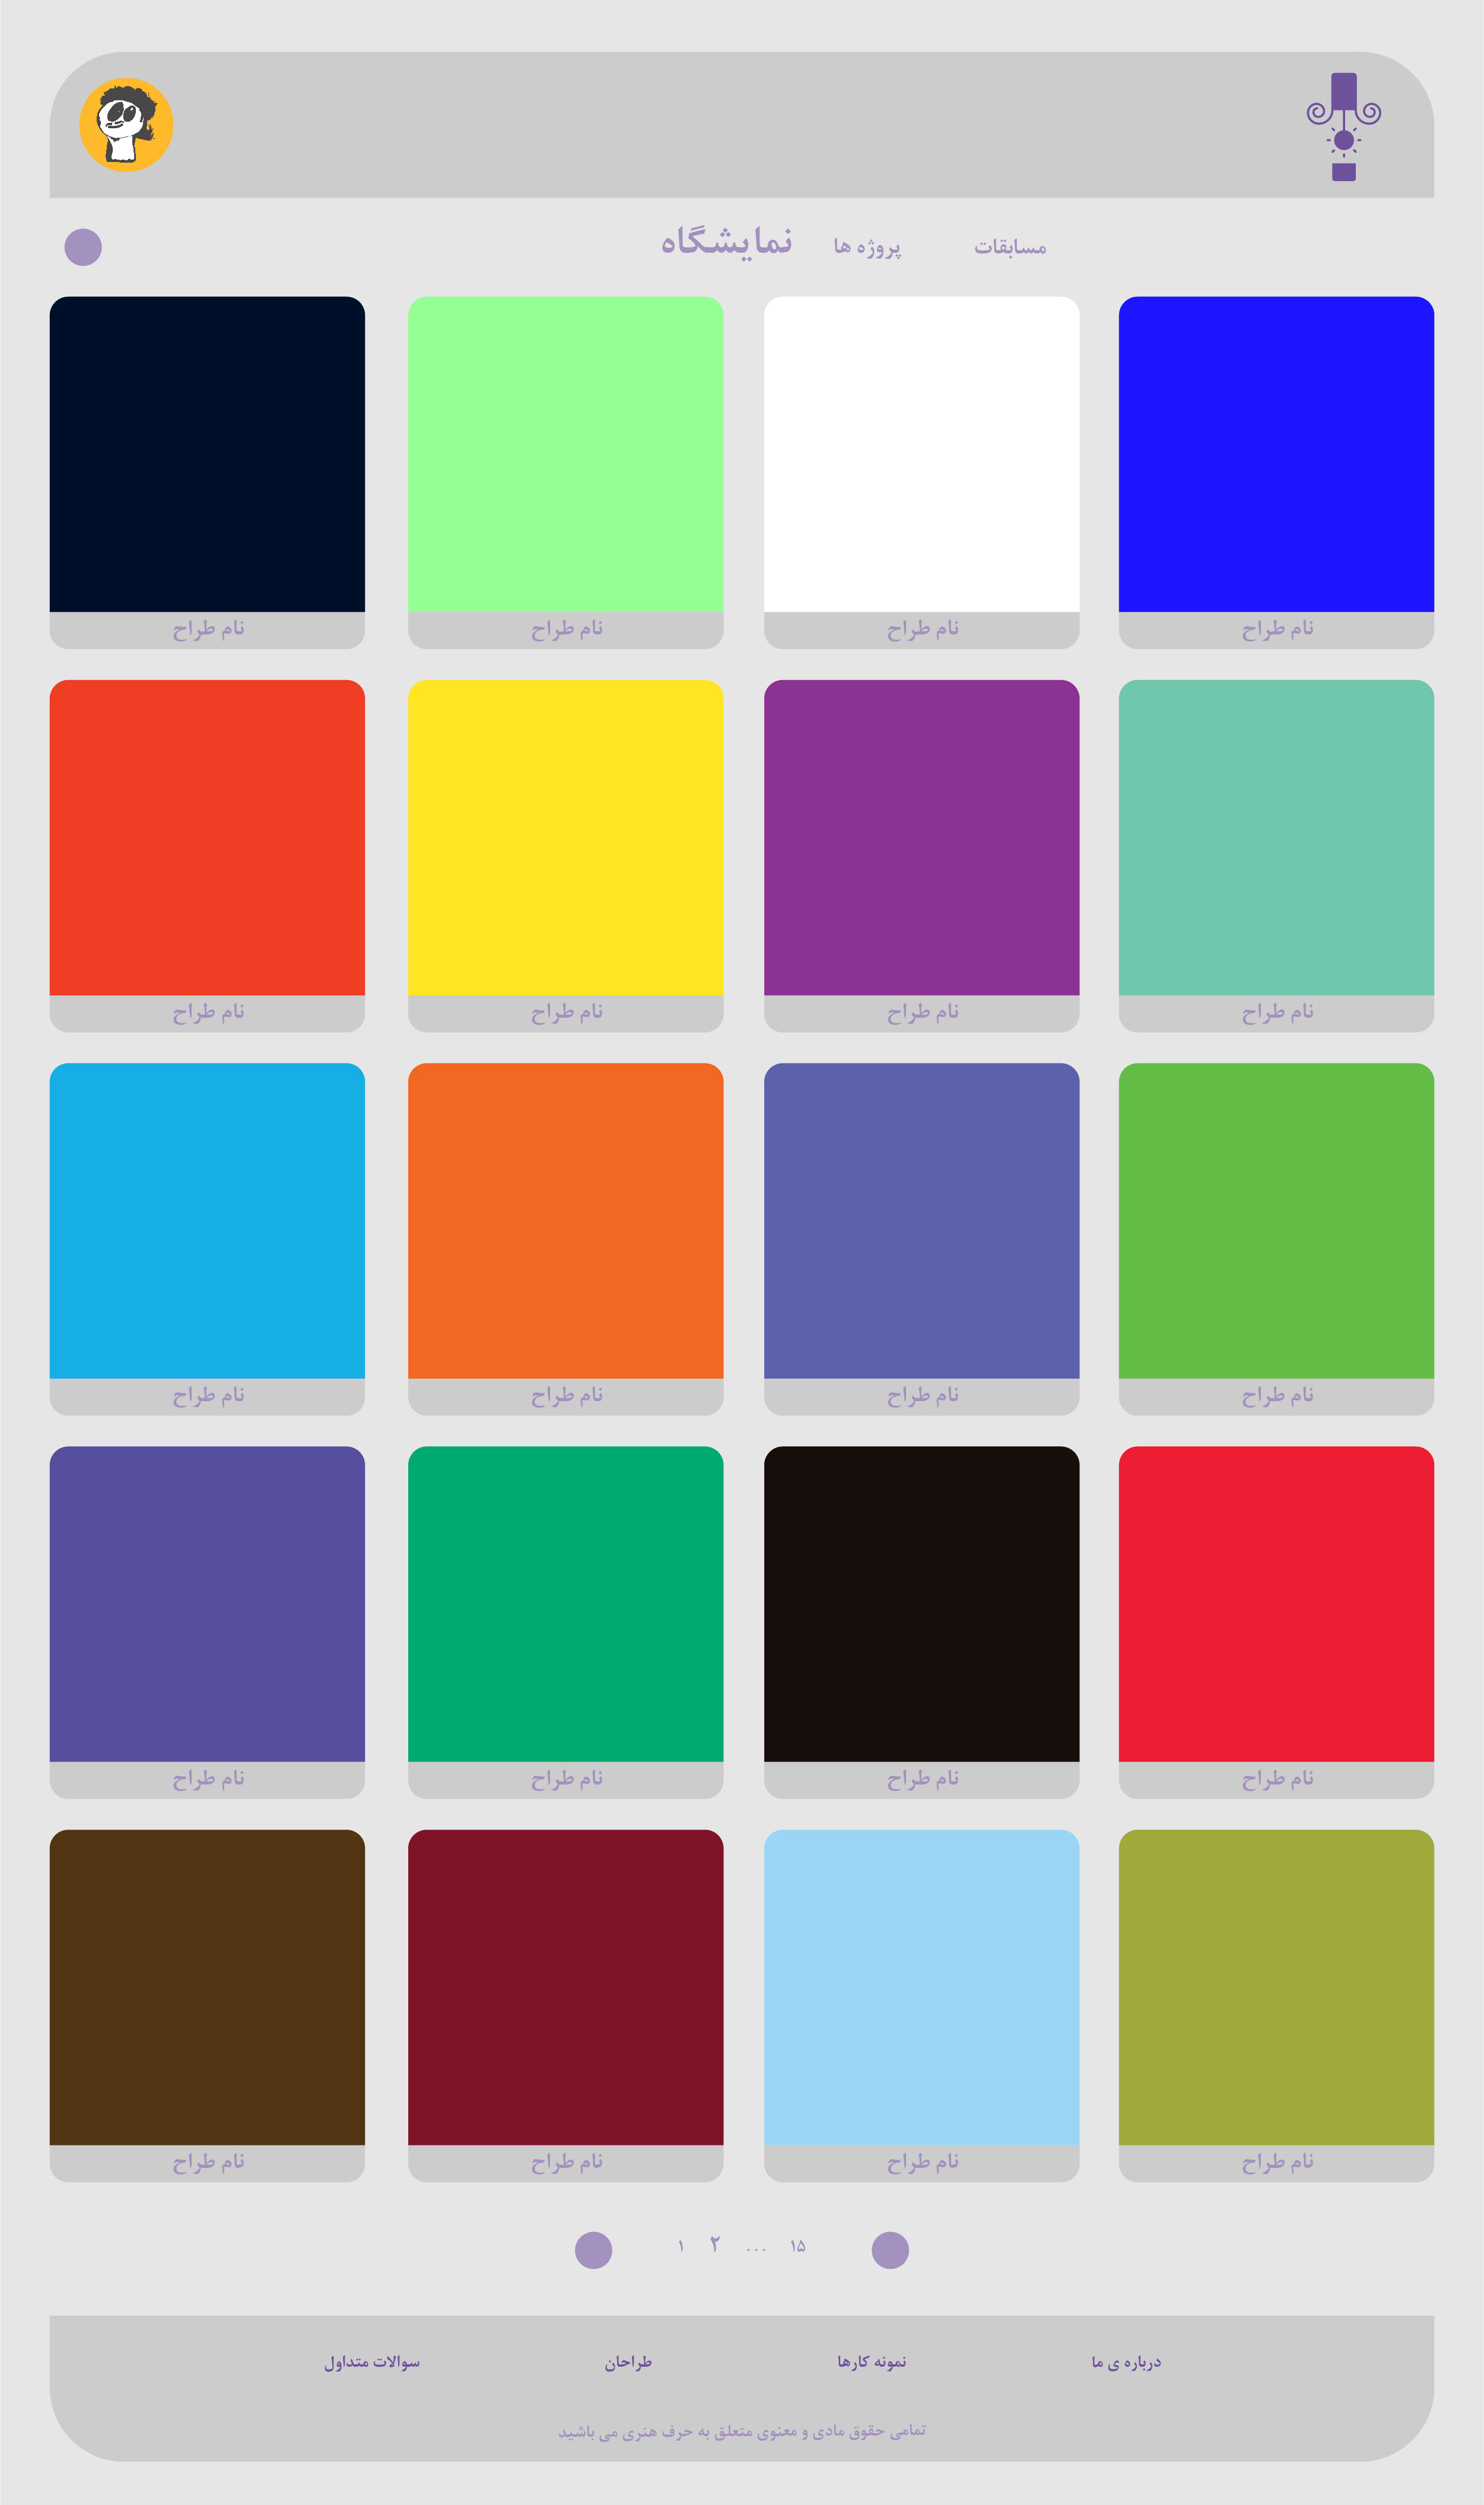 مسابقات پروژه ها نمایشگاه
نام طراح نام طراح نام طراح نام طراح
نام طراح نام طراح نام طراح نام طراح
نام طراح نام طراح نام طراح نام طراح
نام طراح نام طراح نام طراح نام طراح
نام طراح نام طراح نام طراح نام طراح
۱ ۲ ... ۱۵
درباره ی ما نمونه کارها طراحان سوالات متداول
تمامی حقوق مادی و معنوی متعلق به حرف هنری می باشید